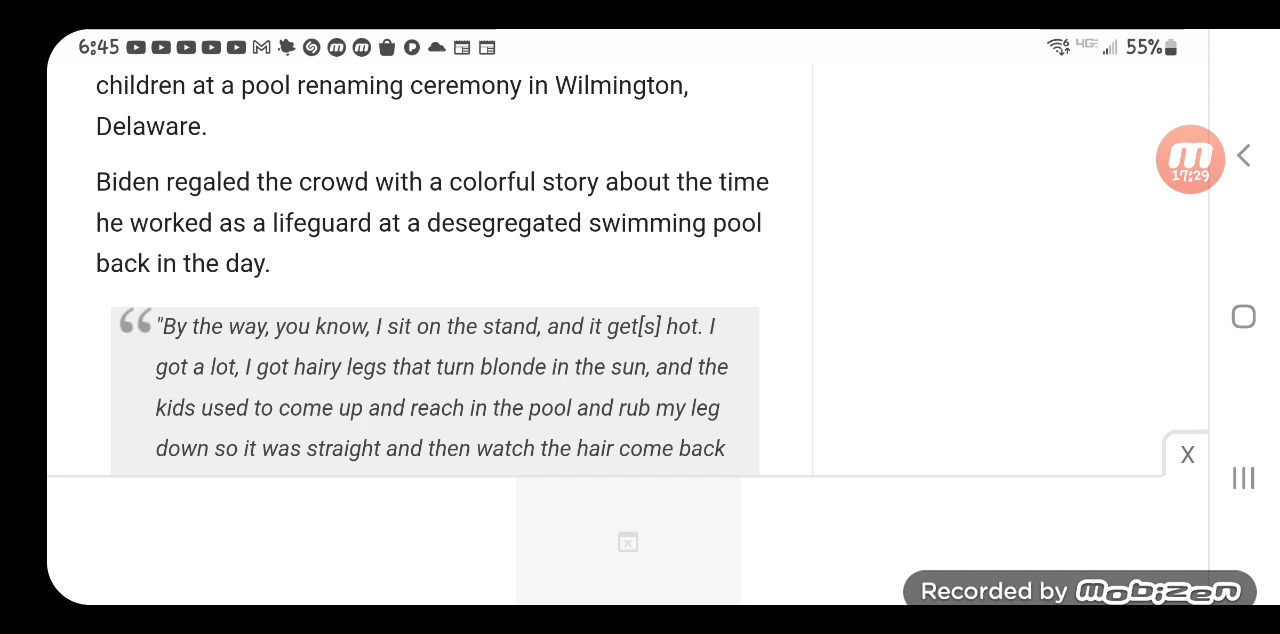 6:45
4GE 55%
children at a pool renaming ceremony in Wilmington,
Delaware.
17:29
Biden regaled the crowd with a colorful story about the time
he worked as a lifeguard at a desegregated swimming pool
back in the day.
"By the way, you know, I sit on the stand, and it get[s] hot. I
got a lot, I got hairy legs that turn blonde in the sun, and the
kids used to come up and reach in the pool and rub my leg
down so it was straight and then watch the hair come back
X
Recorded by mobizen